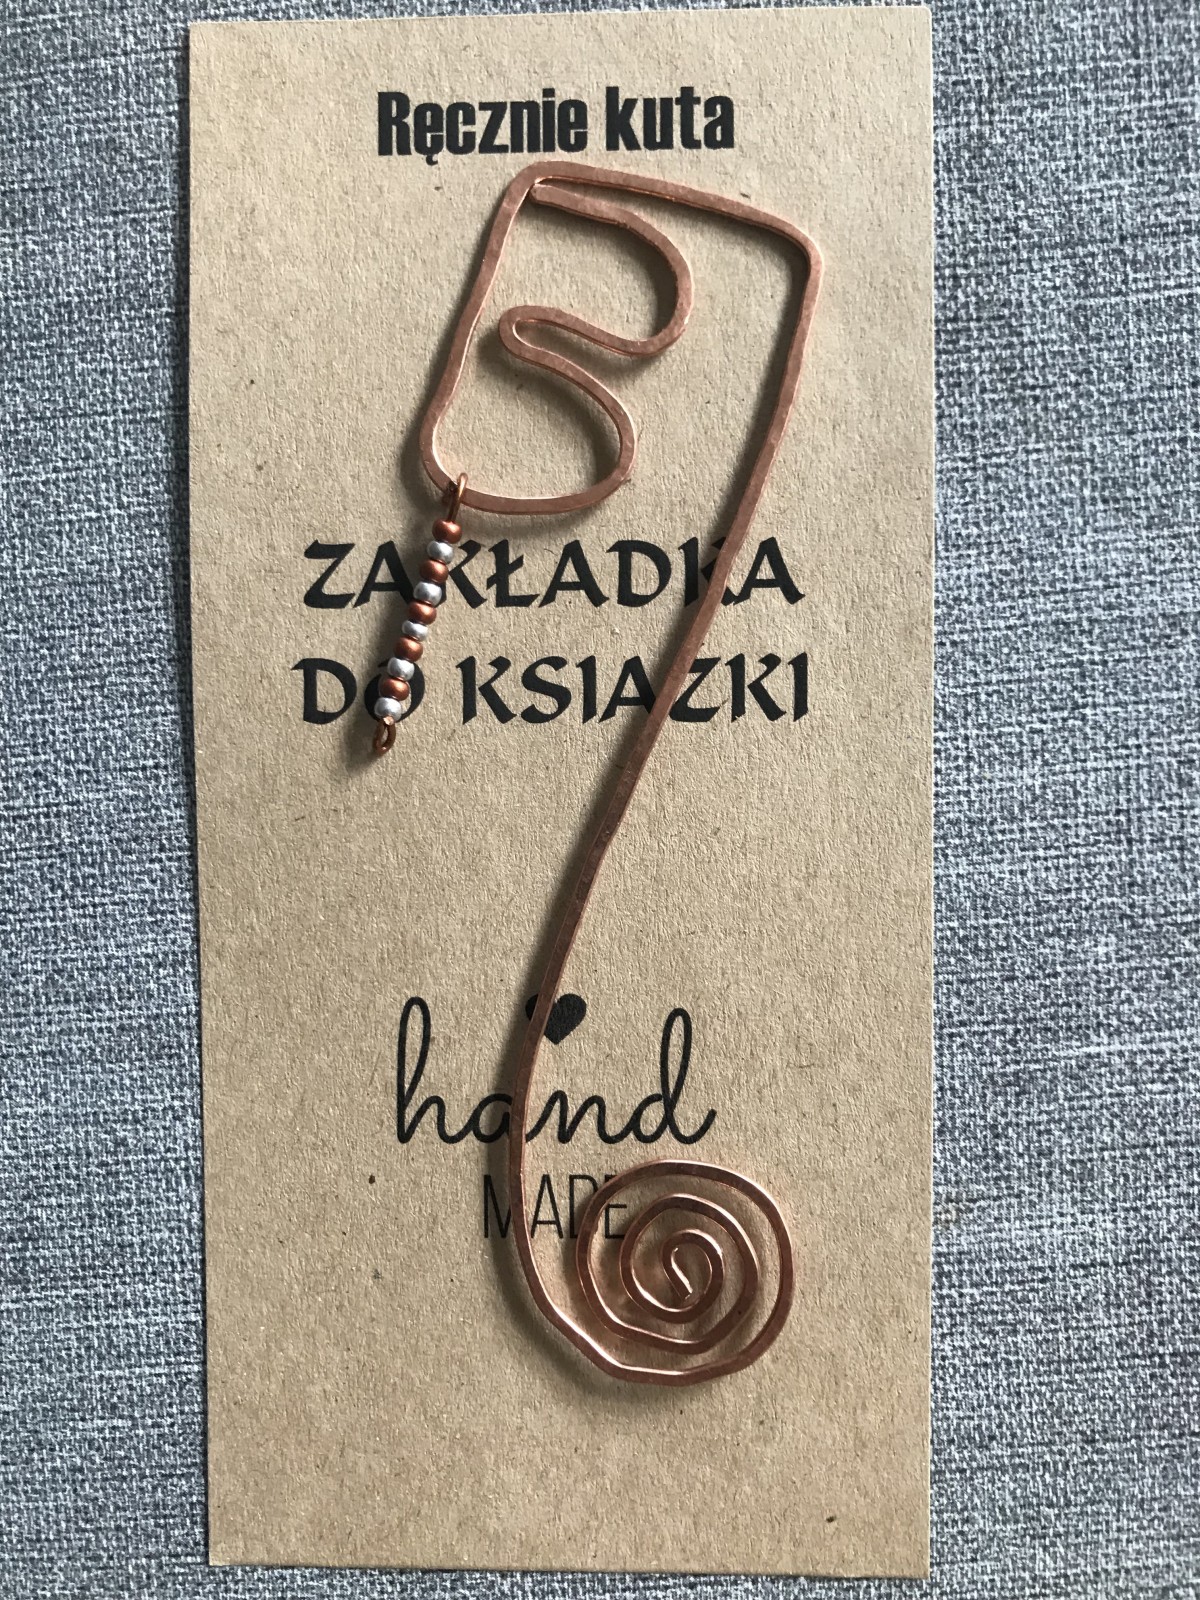 Ręcznie kuta
ZAKŁADKA
DO KSIAZKI
hand
MADE